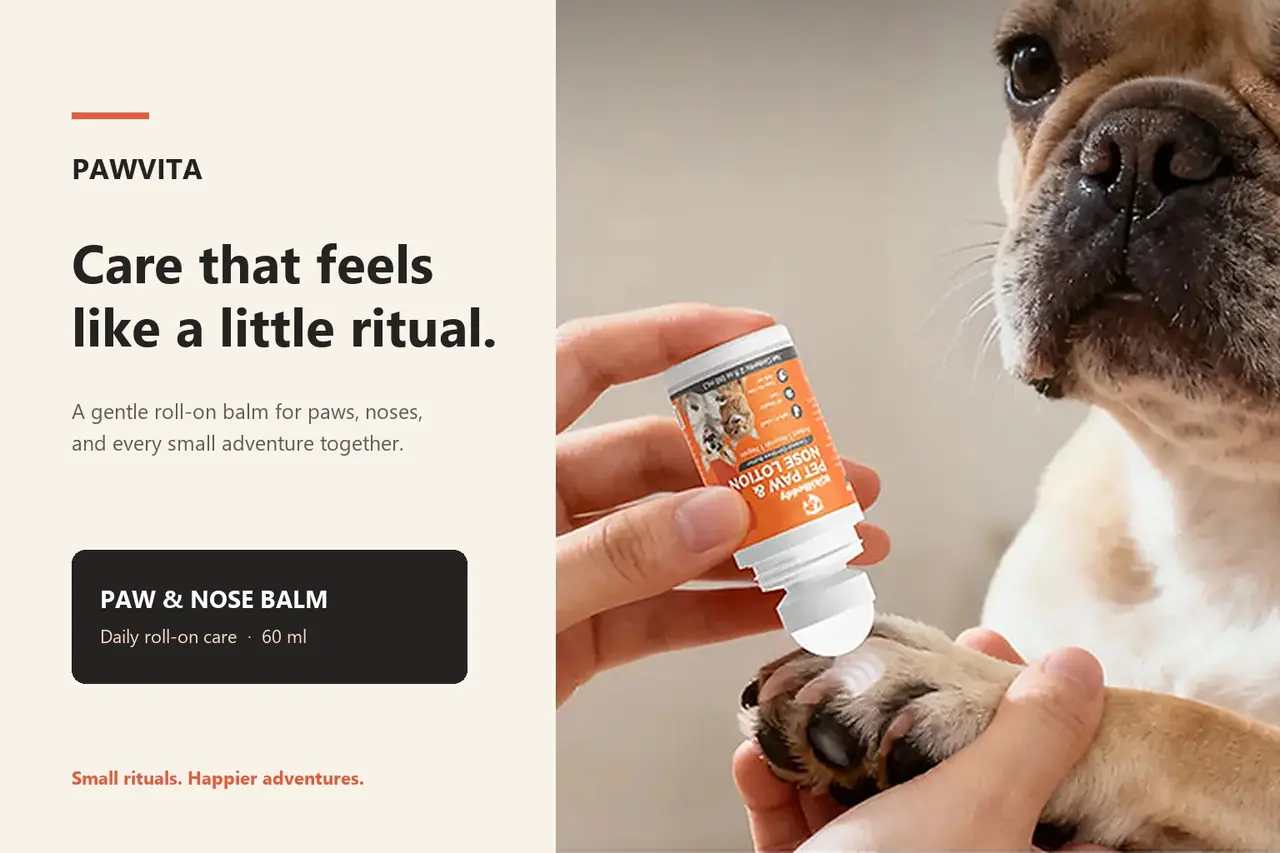 PAWVITA
Care that feels
like a little ritual.
A gentle roll-on balm for paws, noses,
and every small adventure together.
PAW & NOSE BALM
Daily roll-on care · 60 ml
Small rituals. Happier adventures.
PET PAW &
NOSE LOTION